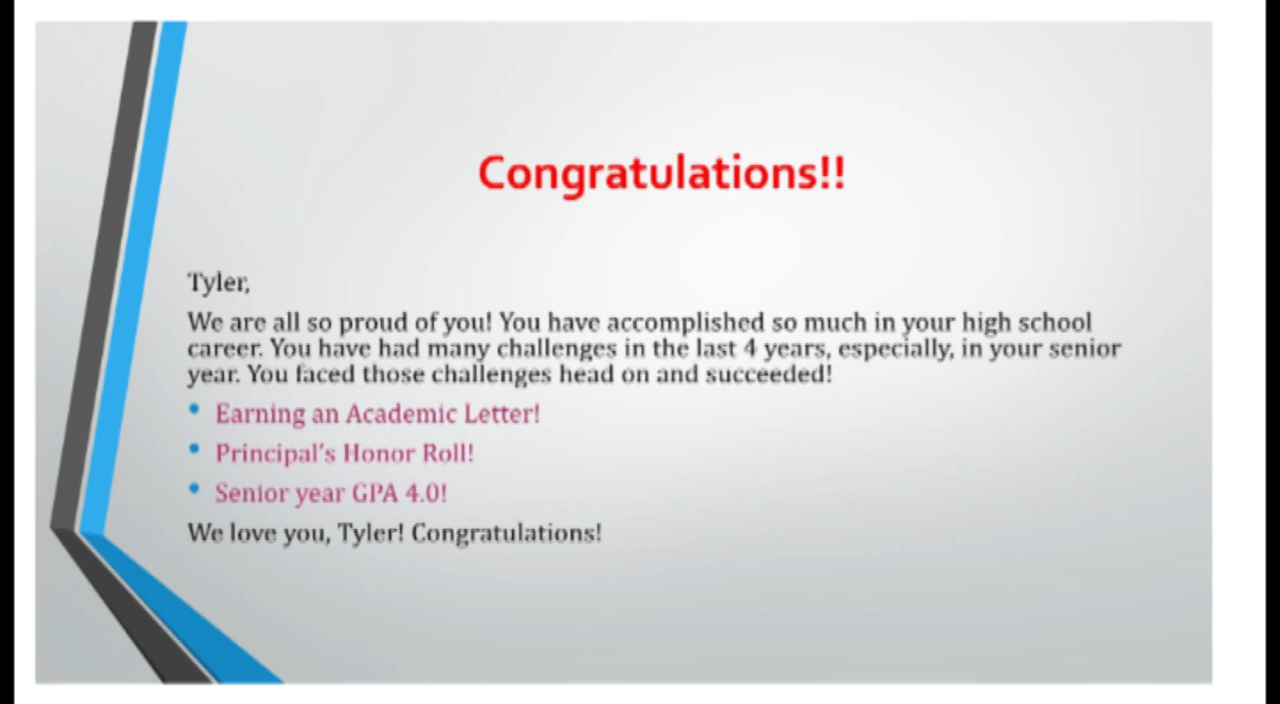 Congratulations!!
Tyler,
We are all so proud of you! You have accomplished so much in your high school
career. You have had many challenges in the last 4 years, especially, in your senior
year. You faced those challenges head on and succeeded!
• Earning an Academic Letter!
• Principal's Honor Roll!
• Senior year GPA 4.0!
We love you, Tyler! Congratulations!